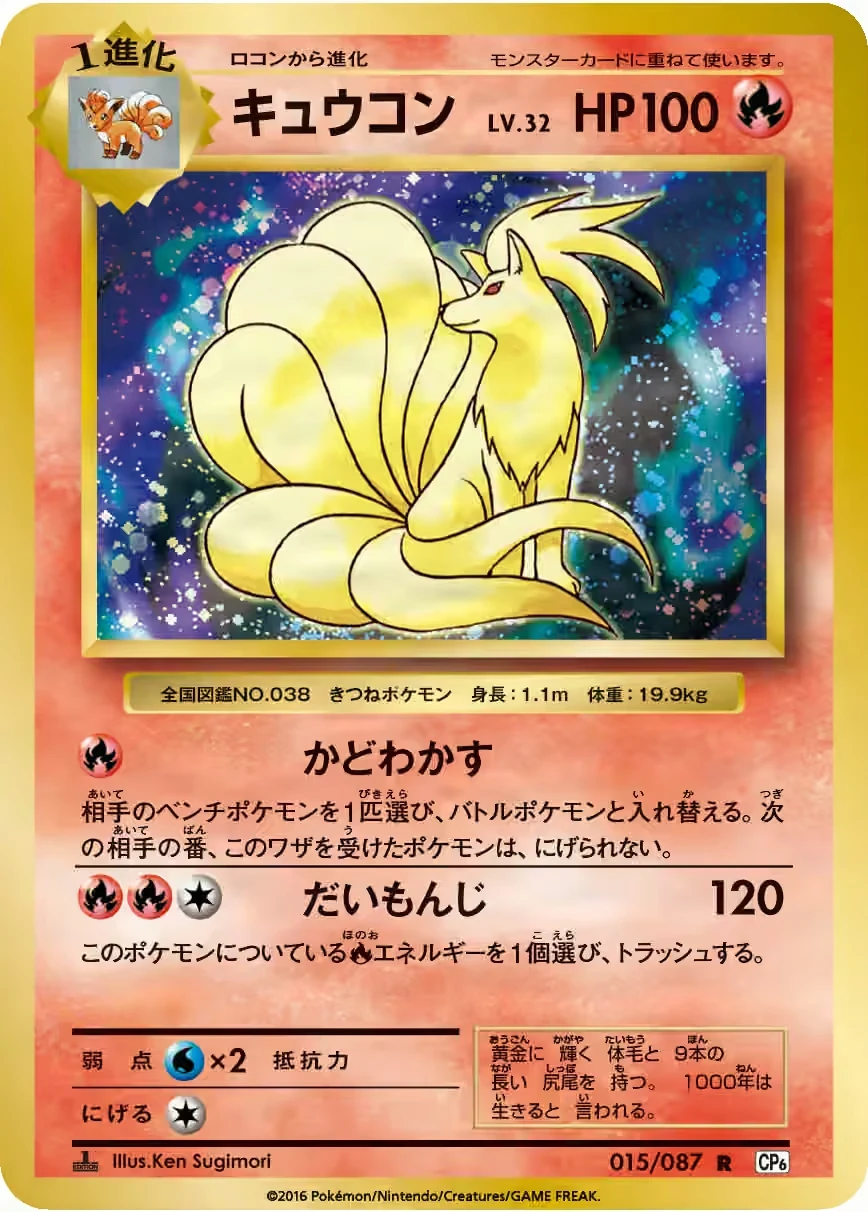 1進化
ロコンから進化
モンスターカードに重ねて使います。
キュウコン LV.32 HP100
全国図鑑NO.038 きつねポケモン 身長：1.1m 体重：19.9kg
かどわかす
相手のベンチポケモンを1匹選び、バトルポケモンと入れ替える。次
の相手の番、このワザを受けたポケモンは、にげられない。
だいもんじ 120
このポケモンについているエネルギーを1個選び、トラッシュする。
弱点 ×2 抵抗力
にげる
黄金に 輝く 体毛と 9本の
長い 尻尾を 持つ。 1000年は
生きると 言われる。
1 EDITION Illus.Ken Sugimori
015/087 R CP6
©2016 Pokémon/Nintendo/Creatures/GAME FREAK.